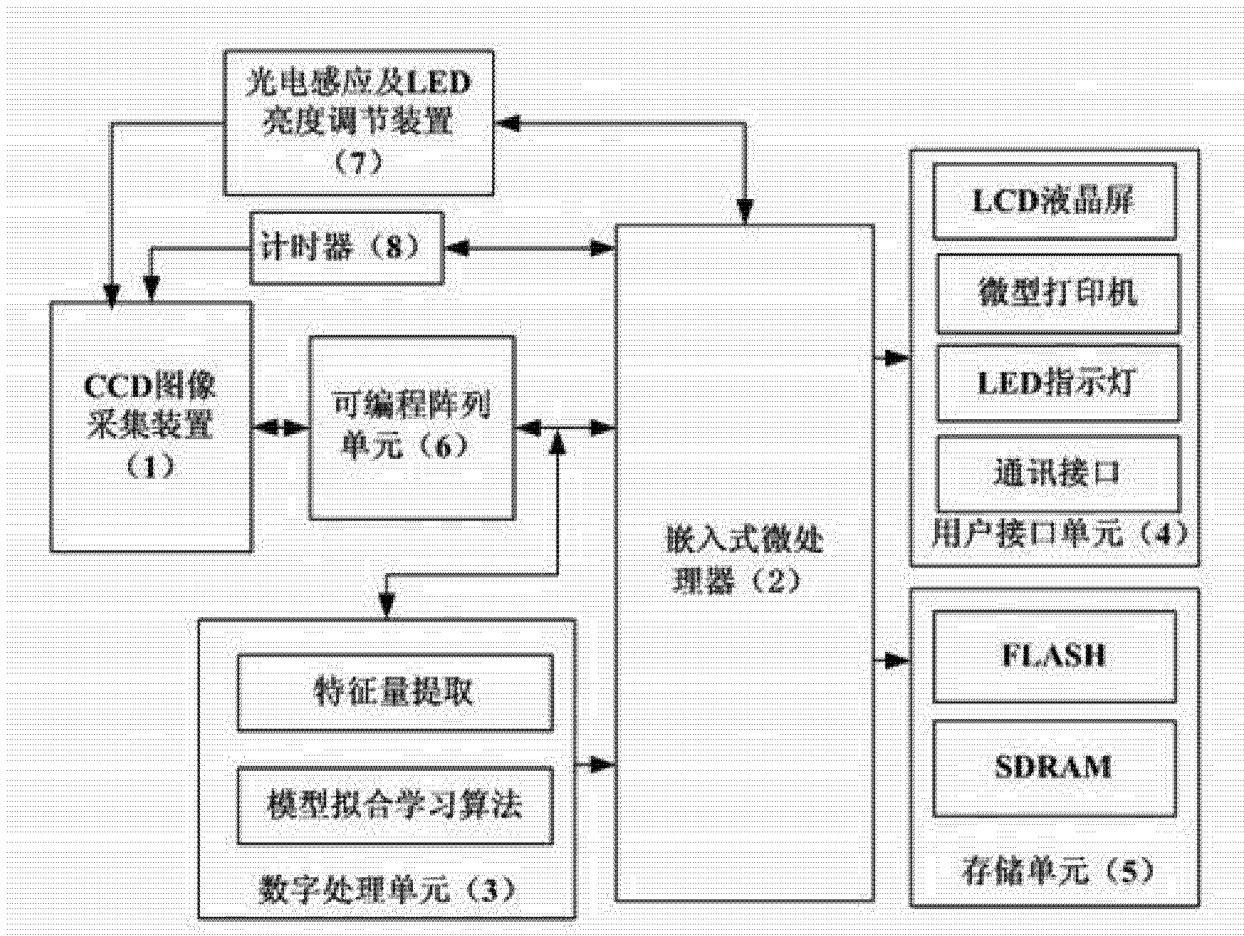 光电感应及LED
亮度调节装置
（7）
计时器（8）
CCD图像
采集装置
（1）
可编程阵列
单元（6）
嵌入式微处
理器（2）
LCD液晶屏
微型打印机
LED指示灯
通讯接口
用户接口单元（4）
特征量提取
模型拟合学习算法
数字处理单元（3）
FLASH
SDRAM
存储单元（5）